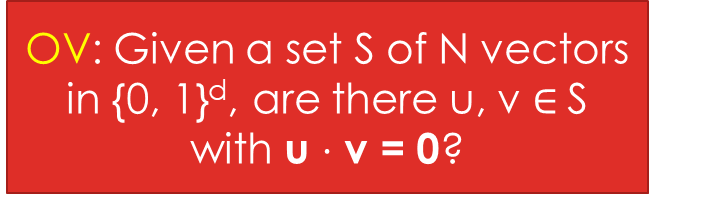 OV: Given a set S of N vectors
in {0, 1}ᵈ, are there u, v ∈ S
with u · v = 0?